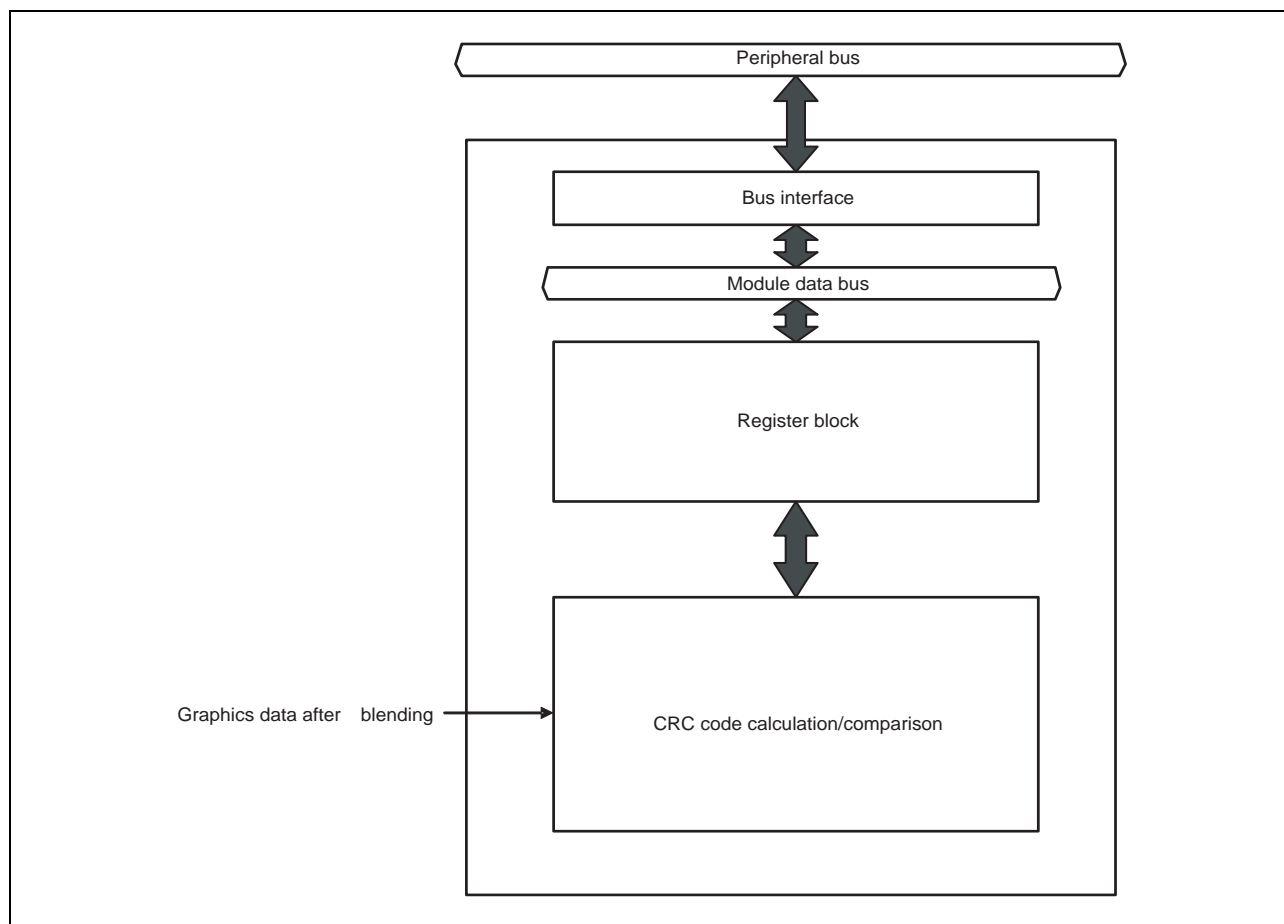 Peripheral bus
Bus interface
Module data bus
Register block
Graphics data after blending
CRC code calculation/comparison